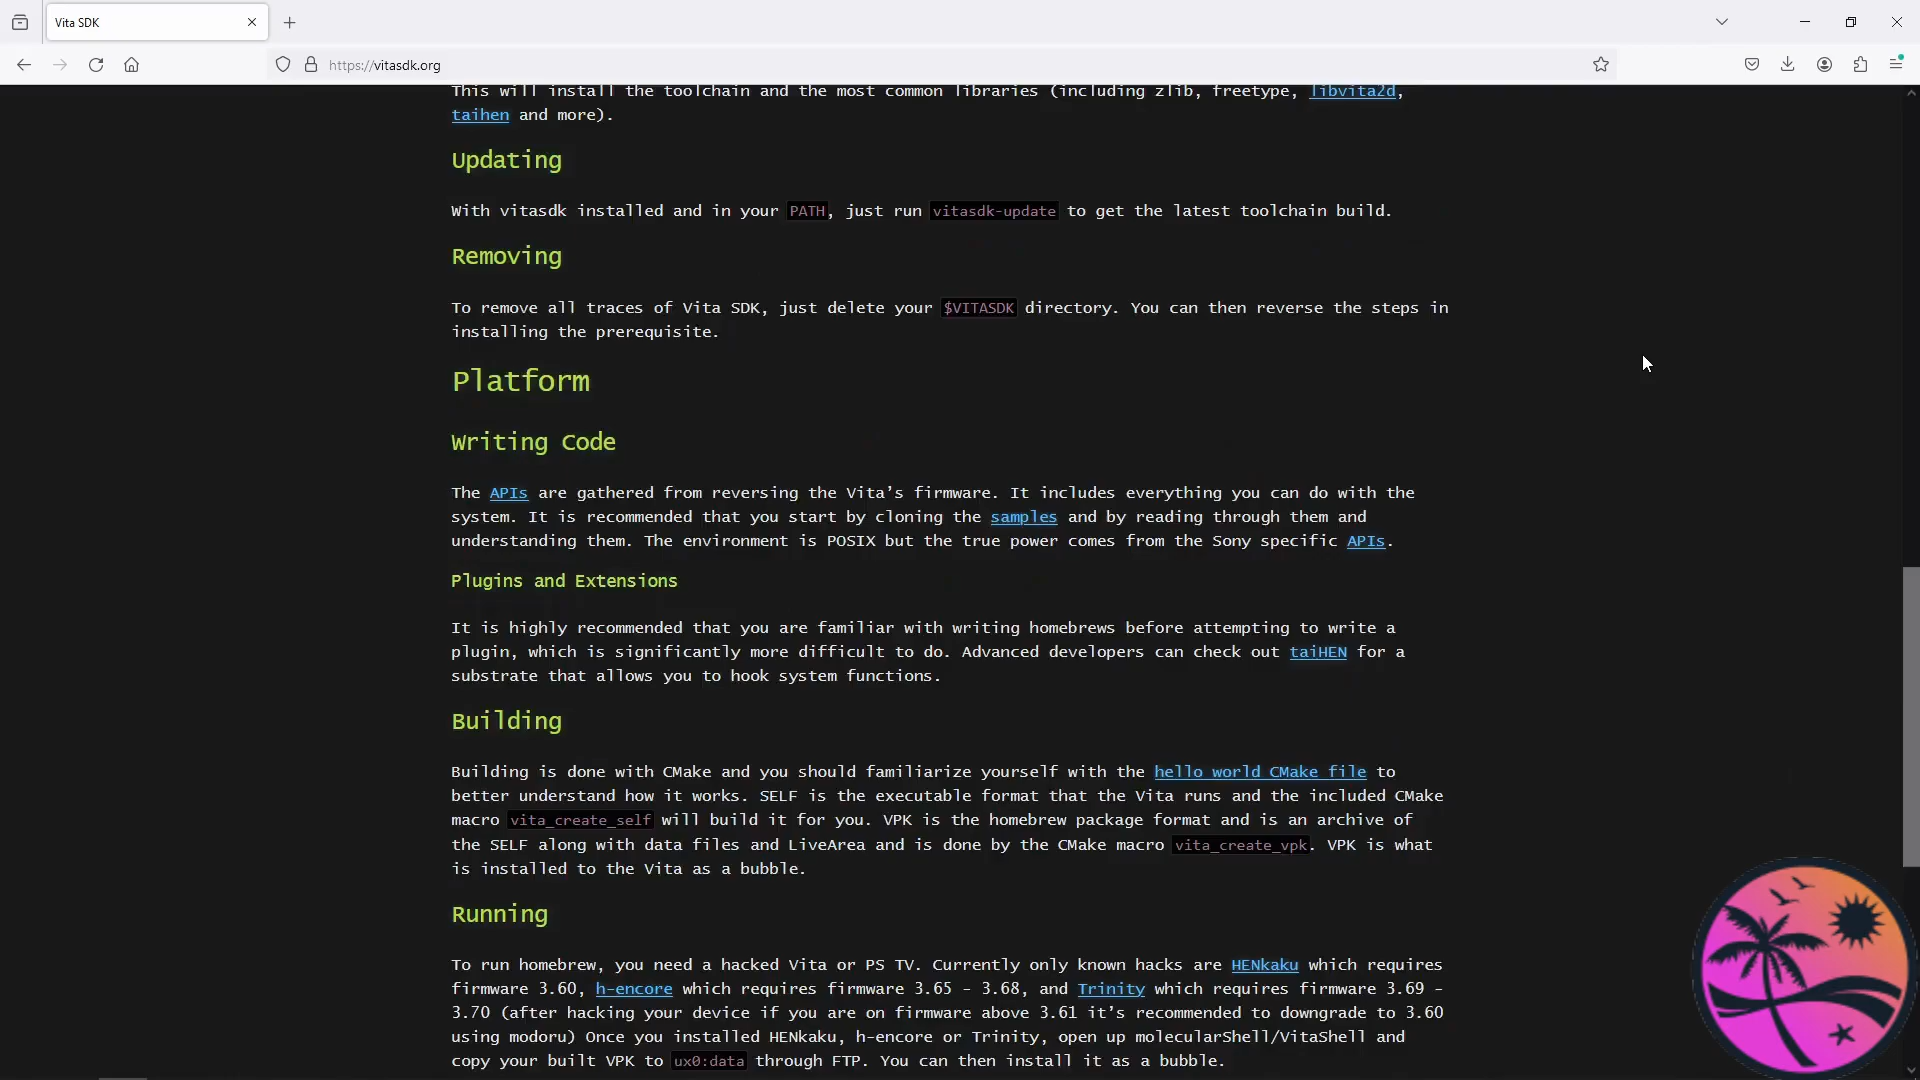 Vita SDK
https://vitasdk.org
This will install the toolchain and the most common libraries (including zlib, freetype, libvita2d,
taihen and more).
Updating
With vitasdk installed and in your PATH, just run vitasdk-update to get the latest toolchain build.
Removing
To remove all traces of Vita SDK, just delete your $VITASDK directory. You can then reverse the steps in
installing the prerequisite.
Platform
Writing Code
The APIs are gathered from reversing the Vita’s firmware. It includes everything you can do with the
system. It is recommended that you start by cloning the samples and by reading through them and
understanding them. The environment is POSIX but the true power comes from the Sony specific APIs.
Plugins and Extensions
It is highly recommended that you are familiar with writing homebrews before attempting to write a
plugin, which is significantly more difficult to do. Advanced developers can check out taiHEN for a
substrate that allows you to hook system functions.
Building
Building is done with CMake and you should familiarize yourself with the hello world CMake file to
better understand how it works. SELF is the executable format that the Vita runs and the included CMake
macro vita_create_self will build it for you. VPK is the homebrew package format and is an archive of
the SELF along with data files and LiveArea and is done by the CMake macro vita_create_vpk. VPK is what
is installed to the Vita as a bubble.
Running
To run homebrew, you need a hacked Vita or PS TV. Currently only known hacks are HENkaku which requires
firmware 3.60, h-encore which requires firmware 3.65 - 3.68, and Trinity which requires firmware 3.69 -
3.70 (after hacking your device if you are on firmware above 3.61 it’s recommended to downgrade to 3.60
using modoru) Once you installed HENkaku, h-encore or Trinity, open up molecularShell/VitaShell and
copy your built VPK to ux0:data through FTP. You can then install it as a bubble.